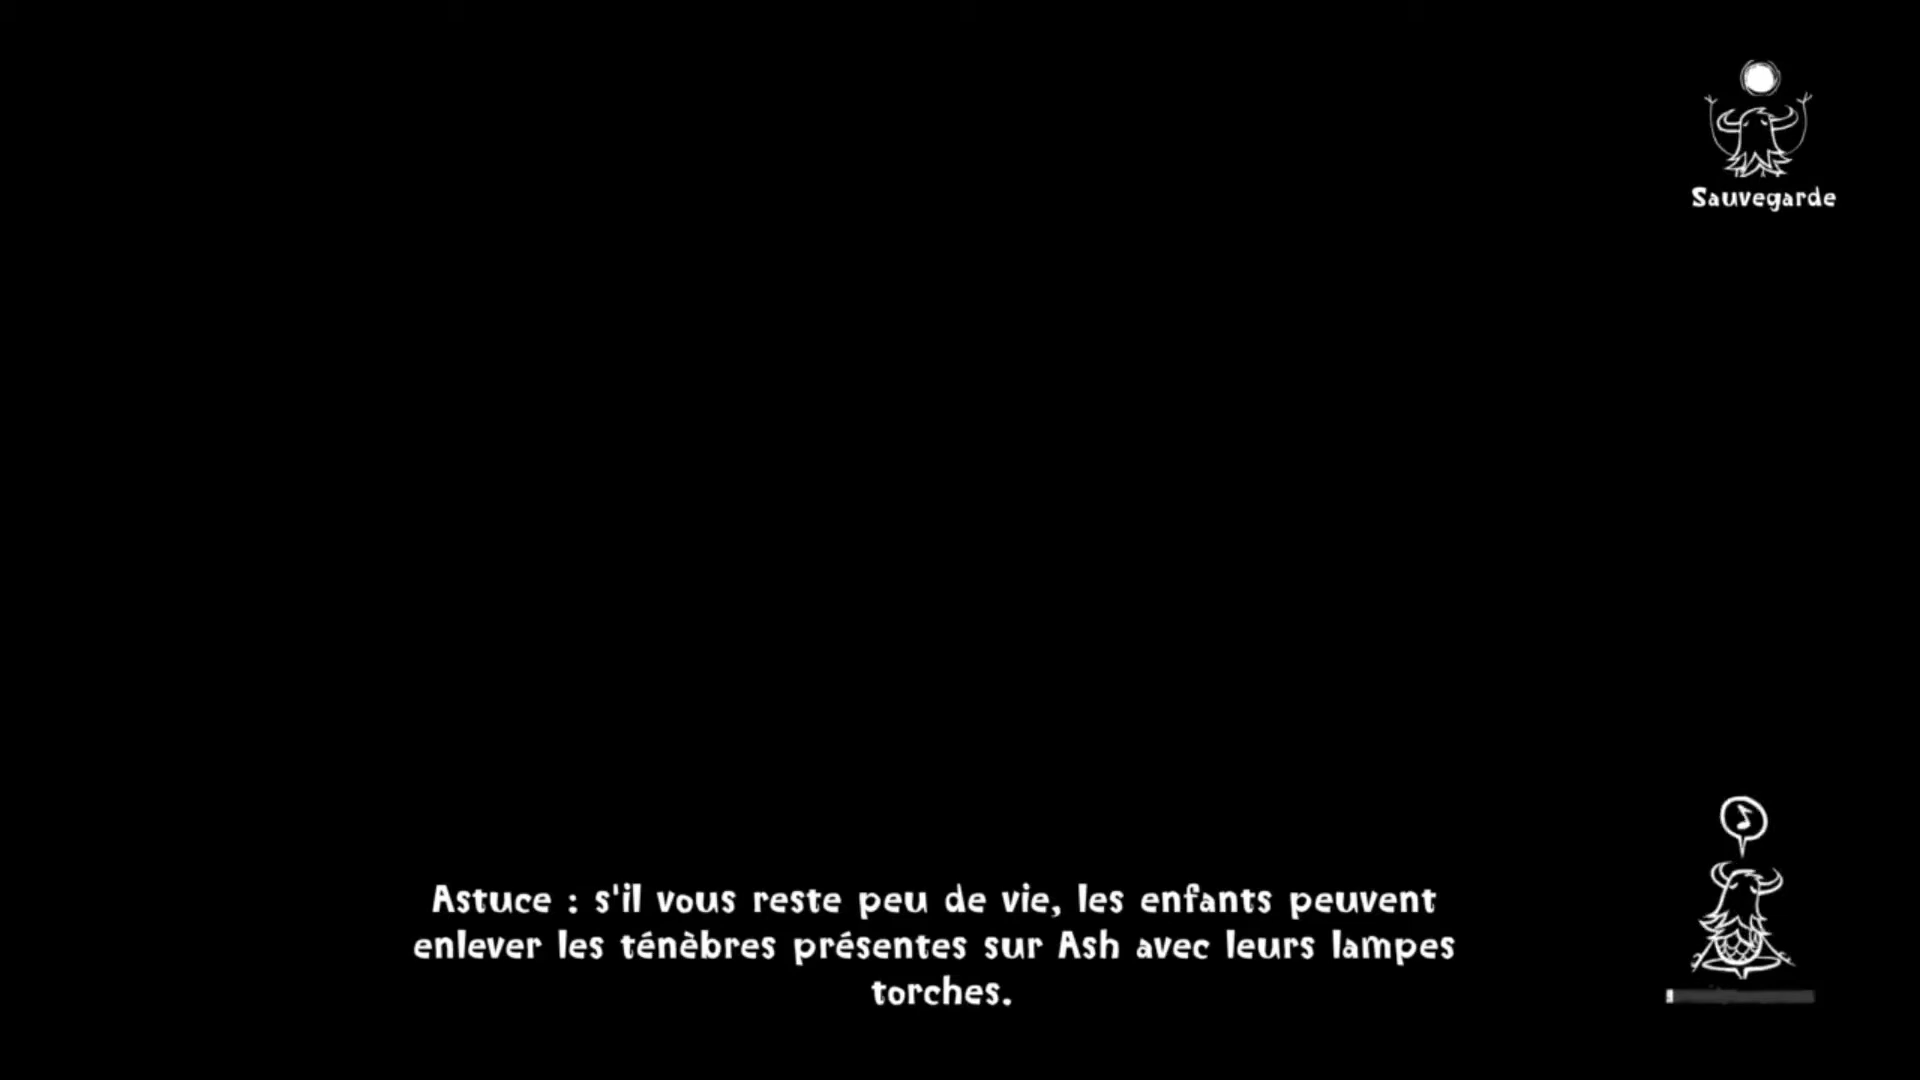 Sauvegarde
Astuce : s'il vous reste peu de vie, les enfants peuvent
enlever les ténèbres présentes sur Ash avec leurs lampes
torches.